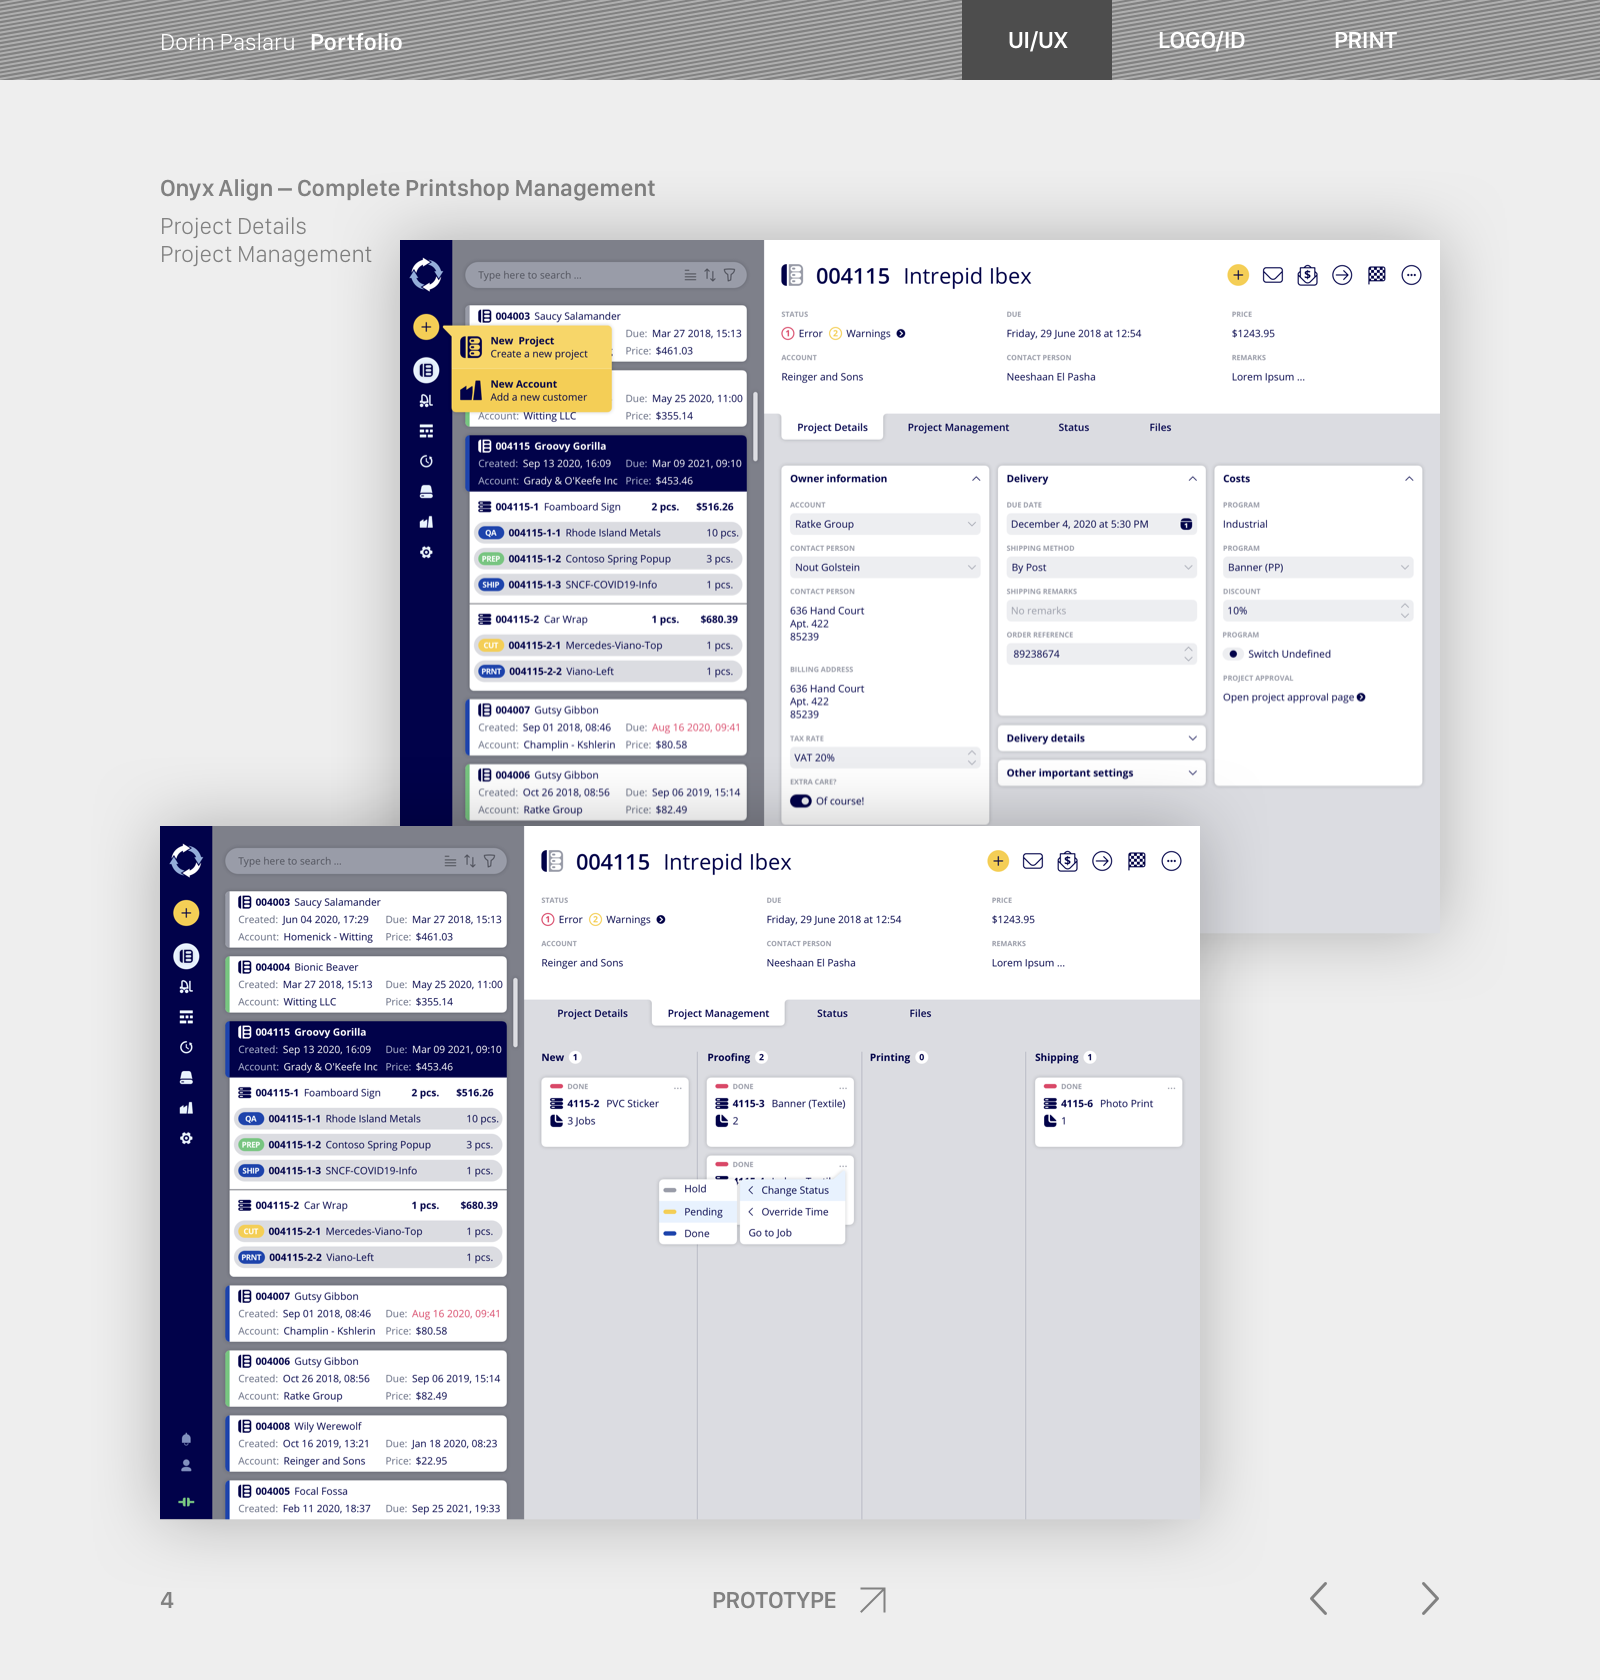 Dorin Paslaru Portfolio
UI/UX
LOGO/ID
PRINT
Onyx Align – Complete Printshop Management
Project Details
Project Management
Type here to search ...
004003 Saucy Salamander
Due: Mar 27 2018, 15:13
Price: $461.03
New Project
Create a new project
New Account
Add a new customer
Due: May 25 2020, 11:00
Account: Witting LLC Price: $355.14
004115 Groovy Gorilla
Created: Sep 13 2020, 16:09 Due: Mar 09 2021, 09:10
Account: Grady & O'Keefe Inc Price: $453.46
004115-1 Foamboard Sign 2 pcs. $516.26
QA 004115-1-1 Rhode Island Metals 10 pcs.
PREP 004115-1-2 Contoso Spring Popup 3 pcs.
SHIP 004115-1-3 SNCF-COVID19-Info 1 pcs.
004115-2 Car Wrap 1 pcs. $680.39
CUT 004115-2-1 Mercedes-Viano-Top 1 pcs.
PRNT 004115-2-2 Viano-Left 1 pcs.
004007 Gutsy Gibbon
Created: Sep 01 2018, 08:46 Due: Aug 16 2020, 09:41
Account: Champlin - Kshlerin Price: $80.58
004006 Gutsy Gibbon
Created: Oct 26 2018, 08:56 Due: Sep 06 2019, 15:14
Account: Ratke Group Price: $82.49
004115 Intrepid Ibex
STATUS DUE PRICE
1 Error 2 Warnings Friday, 29 June 2018 at 12:54 $1243.95
ACCOUNT CONTACT PERSON REMARKS
Reinger and Sons Neeshaan El Pasha Lorem Ipsum ...
Project Details Project Management Status Files
Owner information
ACCOUNT
Ratke Group
CONTACT PERSON
Nout Golstein
CONTACT PERSON
636 Hand Court
Apt. 422
85239
BILLING ADDRESS
636 Hand Court
Apt. 422
85239
TAX RATE
VAT 20%
EXTRA CARE?
Of course!
Delivery
DUE DATE
December 4, 2020 at 5:30 PM
SHIPPING METHOD
By Post
SHIPPING REMARKS
No remarks
ORDER REFERENCE
89238674
Delivery details
Other important settings
Costs
PROGRAM
Industrial
PROGRAM
Banner (PP)
DISCOUNT
10%
PROGRAM
Switch Undefined
PROJECT APPROVAL
Open project approval page
Type here to search ...
004003 Saucy Salamander
Created: Jun 04 2020, 17:29 Due: Mar 27 2018, 15:13
Account: Homenick - Witting Price: $461.03
004004 Bionic Beaver
Created: Mar 27 2018, 15:13 Due: May 25 2020, 11:00
Account: Witting LLC Price: $355.14
004115 Groovy Gorilla
Created: Sep 13 2020, 16:09 Due: Mar 09 2021, 09:10
Account: Grady & O'Keefe Inc Price: $453.46
004115-1 Foamboard Sign 2 pcs. $516.26
QA 004115-1-1 Rhode Island Metals 10 pcs.
PREP 004115-1-2 Contoso Spring Popup 3 pcs.
SHIP 004115-1-3 SNCF-COVID19-Info 1 pcs.
004115-2 Car Wrap 1 pcs. $680.39
CUT 004115-2-1 Mercedes-Viano-Top 1 pcs.
PRNT 004115-2-2 Viano-Left 1 pcs.
004007 Gutsy Gibbon
Created: Sep 01 2018, 08:46 Due: Aug 16 2020, 09:41
Account: Champlin - Kshlerin Price: $80.58
004006 Gutsy Gibbon
Created: Oct 26 2018, 08:56 Due: Sep 06 2019, 15:14
Account: Ratke Group Price: $82.49
004008 Wily Werewolf
Created: Oct 16 2019, 13:21 Due: Jan 18 2020, 08:23
Account: Reinger and Sons Price: $22.95
004005 Focal Fossa
Created: Feb 11 2020, 18:37 Due: Sep 25 2021, 19:33
004115 Intrepid Ibex
STATUS DUE PRICE
1 Error 2 Warnings Friday, 29 June 2018 at 12:54 $1243.95
ACCOUNT CONTACT PERSON REMARKS
Reinger and Sons Neeshaan El Pasha Lorem Ipsum ...
Project Details Project Management Status Files
New 1
DONE ...
4115-2 PVC Sticker
3 Jobs
Proofing 2
DONE ...
4115-3 Banner (Textile)
2
DONE ...
Hold
Pending
Done
Change Status
Override Time
Go to Job
Printing 0
Shipping 1
DONE ...
4115-6 Photo Print
1
4
PROTOTYPE